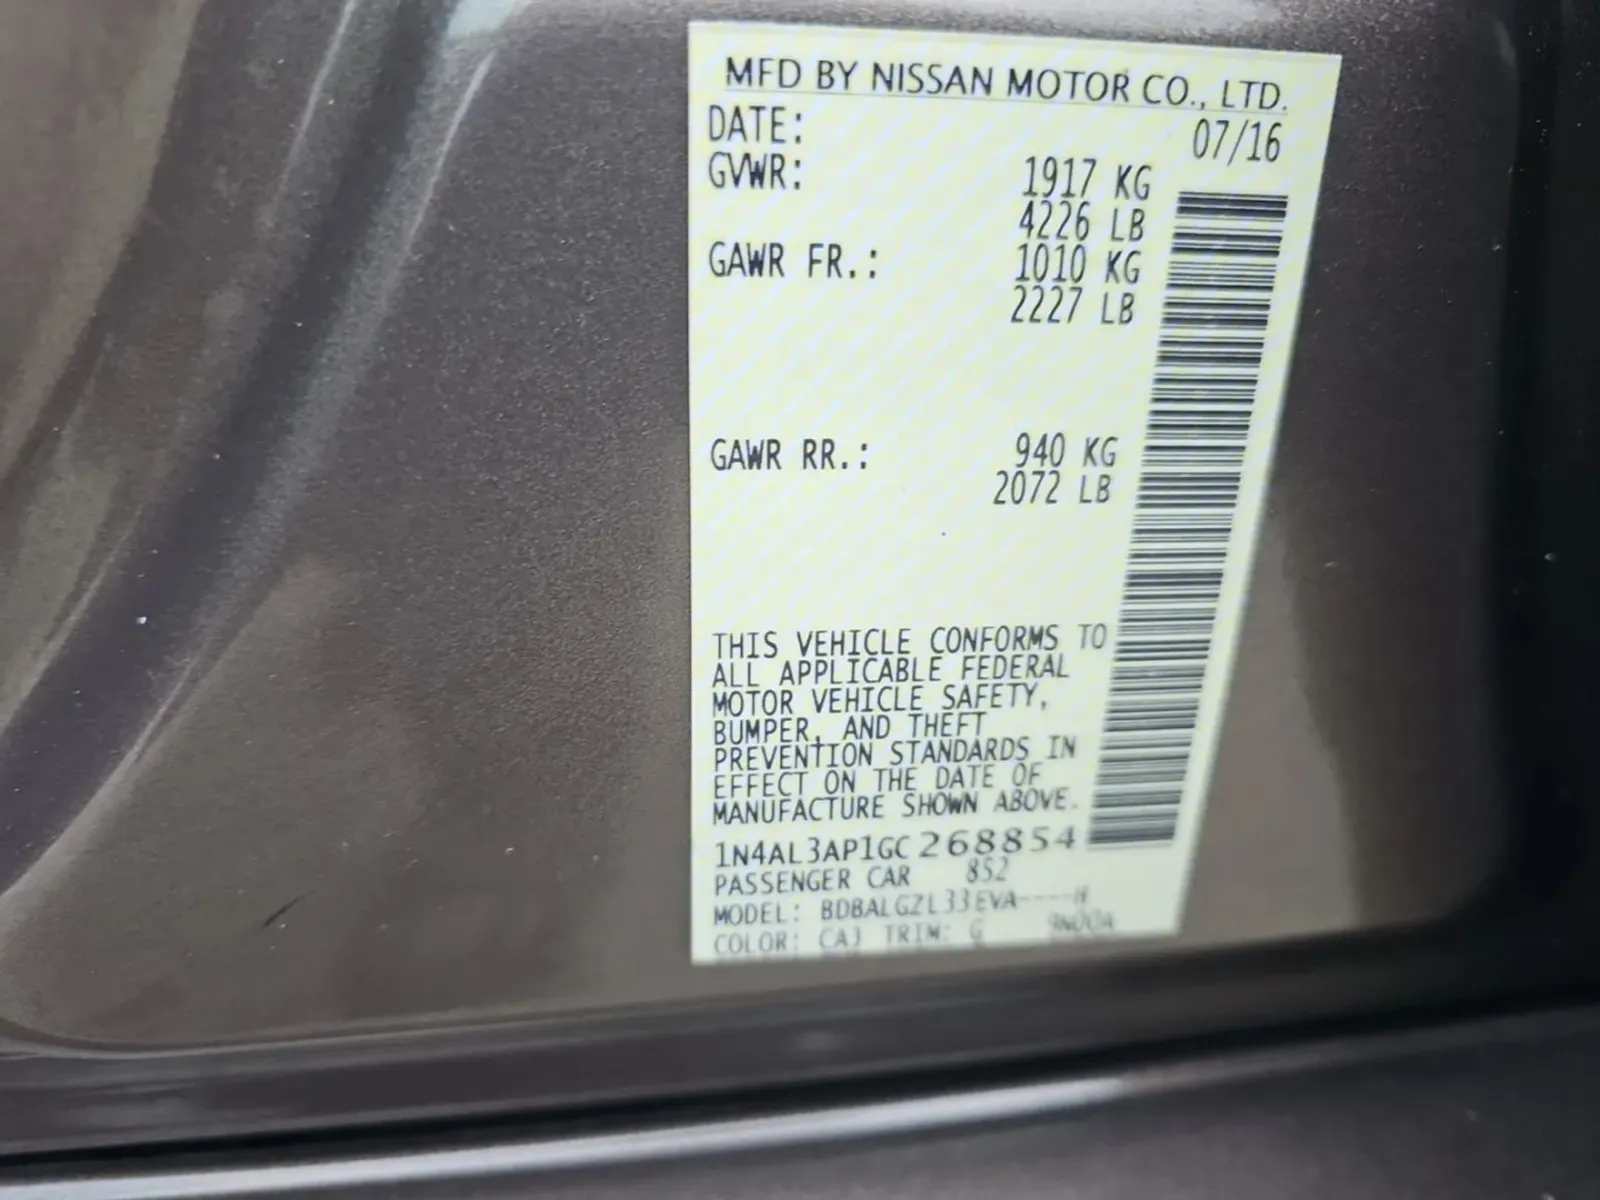 MFD BY NISSAN MOTOR CO., LTD.
DATE: 07/16
GVWR: 1917 KG
4226 LB
GAWR FR.: 1010 KG
2227 LB
GAWR RR.: 940 KG
2072 LB
THIS VEHICLE CONFORMS TO
ALL APPLICABLE FEDERAL
MOTOR VEHICLE SAFETY,
BUMPER, AND THEFT
PREVENTION STANDARDS IN
EFFECT ON THE DATE OF
MANUFACTURE SHOWN ABOVE.
1N4AL3AP1GC268854
PASSENGER CAR 852
MODEL: BDBALGZL33EVA----H
COLOR: CAJ TRIM: G 9N00A